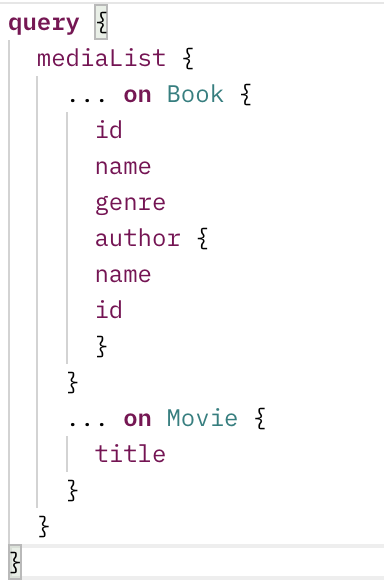 query {
  mediaList {
    ... on Book {
      id
      name
      genre
      author {
      name
      id
      }
    }
    ... on Movie {
      title
    }
  }
}